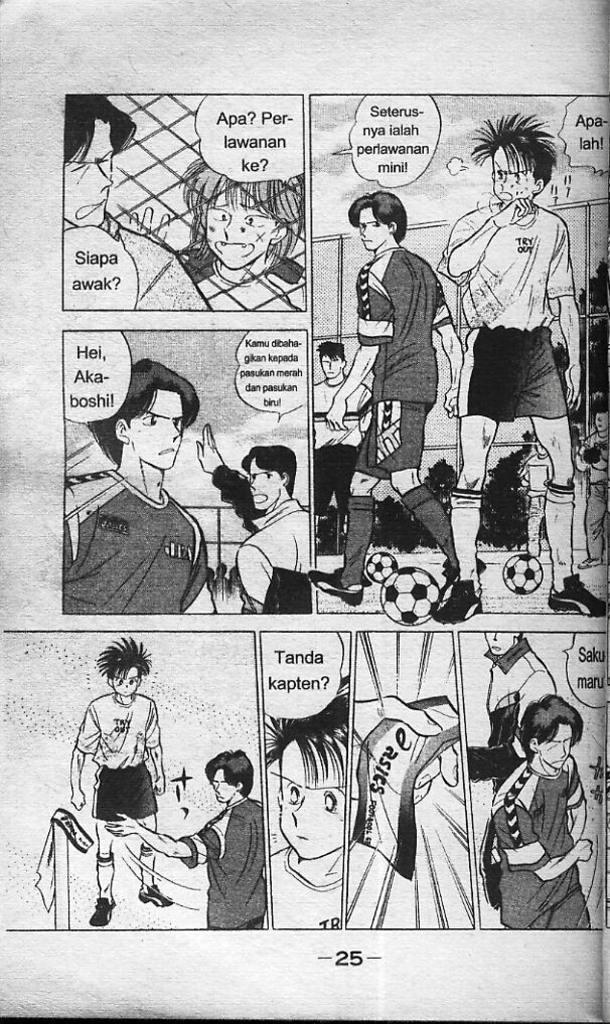 Apa? Per-
lawanan
ke?
Siapa
awak?
Seterus-
nya ialah
perlawanan
mini!
Apa-
lah!
TRY
OUT
Hei,
Aka-
boshi!
Kamu dibaha-
gikan kepada
pasukan merah
dan pasukan
biru!
TRY
OUT
Tanda
kapten?
asics
TR
Saku
maru
-25-